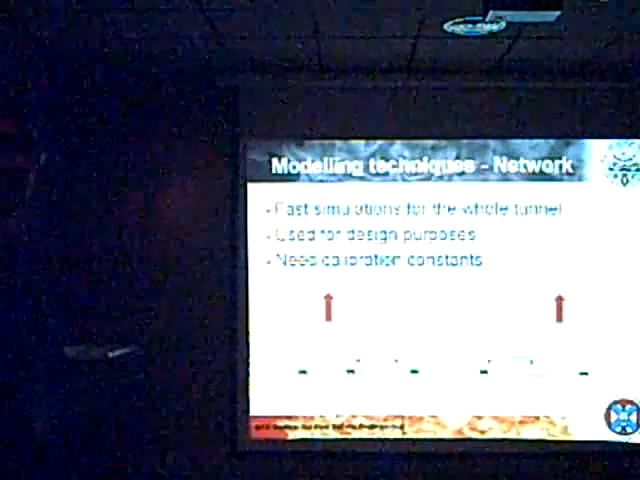 Modelling techniques - Network
- Fast simulations for the whole tunnel
- Used for design purposes
- Need calibration constants